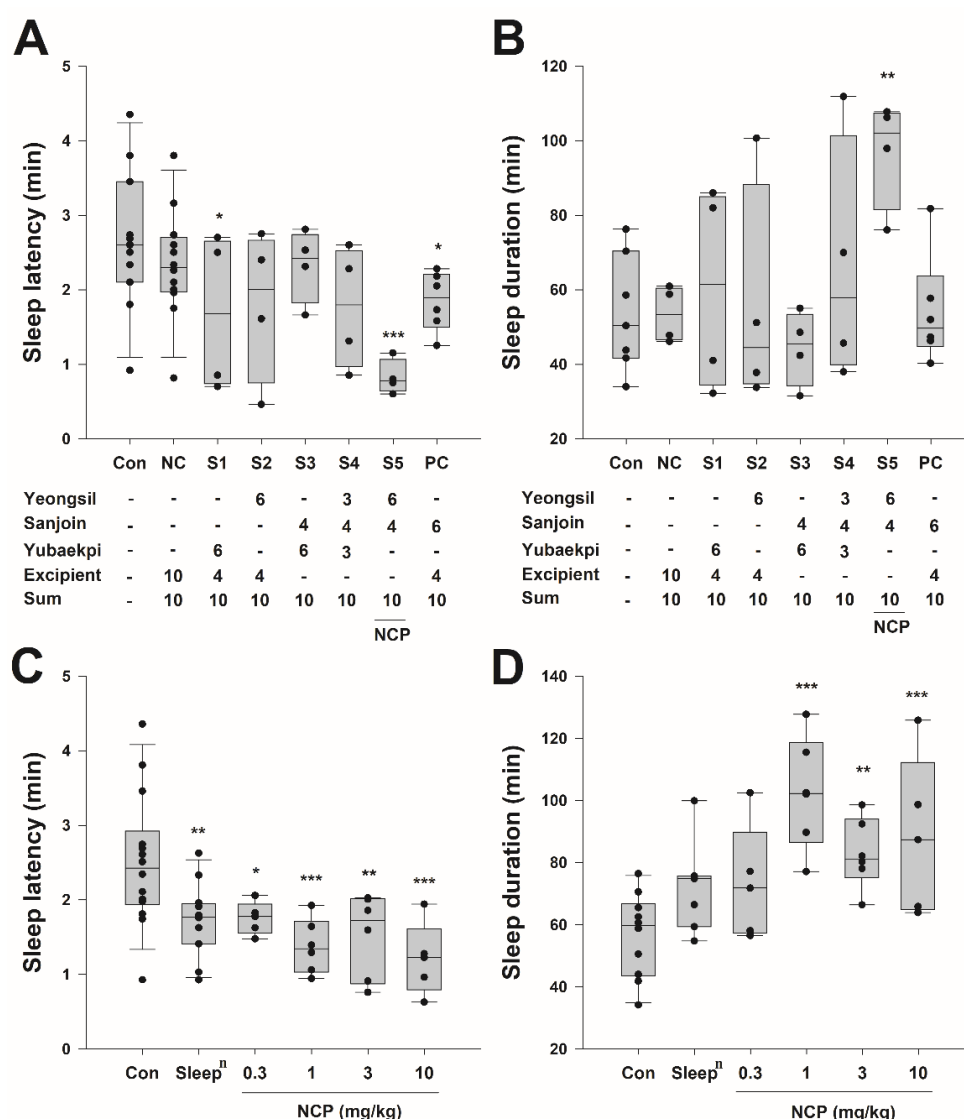 A
Sleep latency (min)
5
4
3
2
1
0
*
***
*
Con NC S1 S2 S3 S4 S5 PC
Yeongsil - - - 6 - 3 6 -
Sanjoin - - - - 4 4 4 6
Yubaekpi - - 6 - 6 3 - -
Excipient - 10 4 4 - - - 4
Sum - 10 10 10 10 10 10 10
NCP
B
Sleep duration (min)
120
100
80
60
40
20
**
Con NC S1 S2 S3 S4 S5 PC
Yeongsil - - - 6 - 3 6 -
Sanjoin - - - - 4 4 4 6
Yubaekpi - - 6 - 6 3 - -
Excipient - 10 4 4 - - - 4
Sum - 10 10 10 10 10 10 10
NCP
C
Sleep latency (min)
5
4
3
2
1
0
** * *** ** ***
Con Sleepⁿ 0.3 1 3 10
NCP (mg/kg)
D
Sleep duration (min)
140
120
100
80
60
40
20
*** ** ***
Con Sleepⁿ 0.3 1 3 10
NCP (mg/kg)